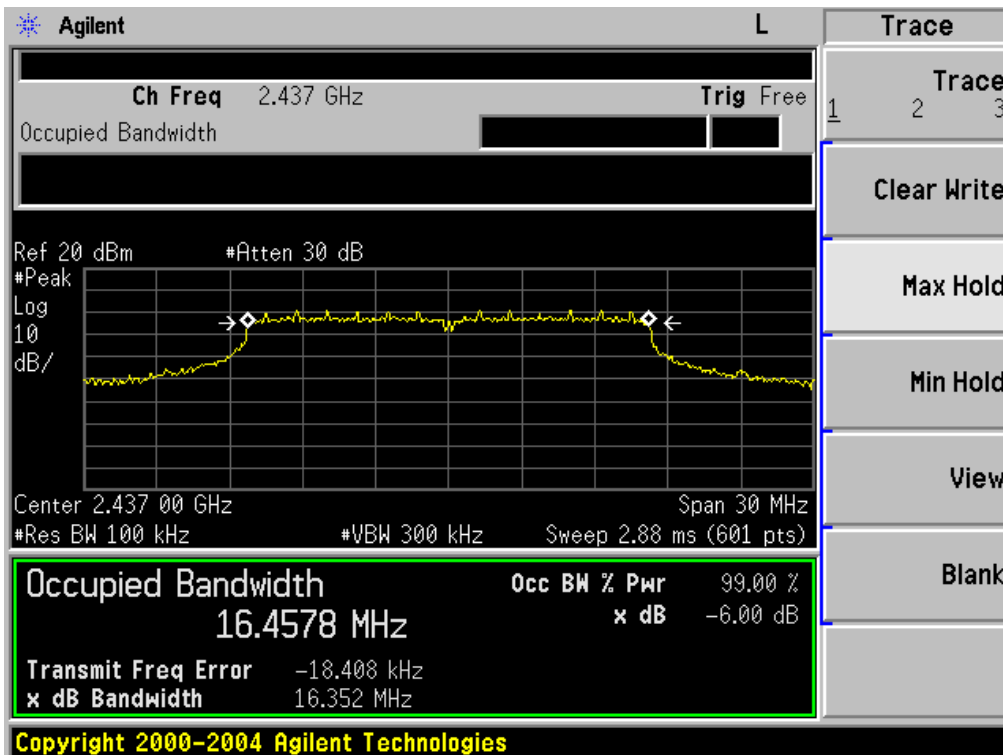 Agilent L Trace
Ch Freq 2.437 GHz Trig Free
Occupied Bandwidth
Trace
1 2 3
Clear Write
Max Hold
Min Hold
View
Blank
Ref 20 dBm #Atten 30 dB
#Peak
Log
10
dB/
Center 2.437 00 GHz Span 30 MHz
#Res BW 100 kHz #VBW 300 kHz Sweep 2.88 ms (601 pts)
Occupied Bandwidth Occ BW % Pwr 99.00 %
16.4578 MHz x dB -6.00 dB
Transmit Freq Error -18.408 kHz
x dB Bandwidth 16.352 MHz
Copyright 2000-2004 Agilent Technologies